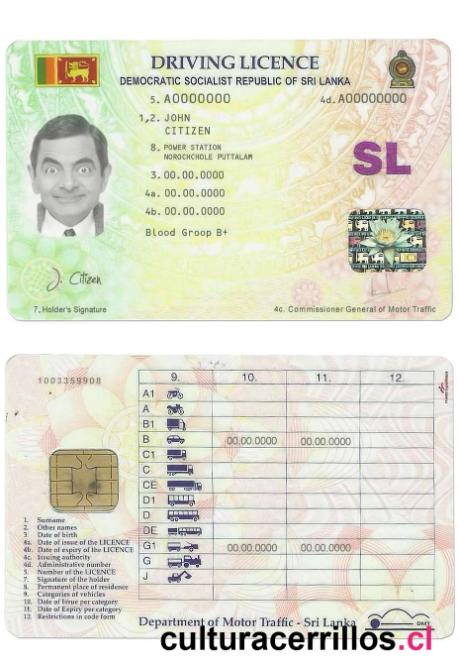 DRIVING LICENCE
DEMOCRATIC SOCIALIST REPUBLIC OF SRI LANKA
5. A0000000 4d. A00000000
1,2. JOHN
CITIZEN
8. POWER STATION
NOROCHCHOLE PUTTALAM
SL
3. 00.00.0000
4a. 00.00.0000
4b. 00.00.0000
Blood Group B+
J. Citizen
7. Holder's Signature 4c. Commissioner General of Motor Traffic
1003359908
9. 10. 11. 12.
A1
A
B1
B 00.00.0000 00.00.0000
C1
C
CE
D1
D
DE
G1 00.00.0000 00.00.0000
G
J
1. Surname
2. Other names
3. Date of birth
4a. Date of issue of the LICENCE
4b. Date of expiry of the LICENCE
4c. Issuing authority
4d. Administrative number
5. Number of the LICENCE
7. Signature of the holder
8. Permanent place of residence
9. Categories of vehicles
10. Date of Issue per category
11. Date of Expiry per category
12. Restrictions in code form
Department of Motor Traffic - Sri Lanka
DMT
culturacerrillos.cl